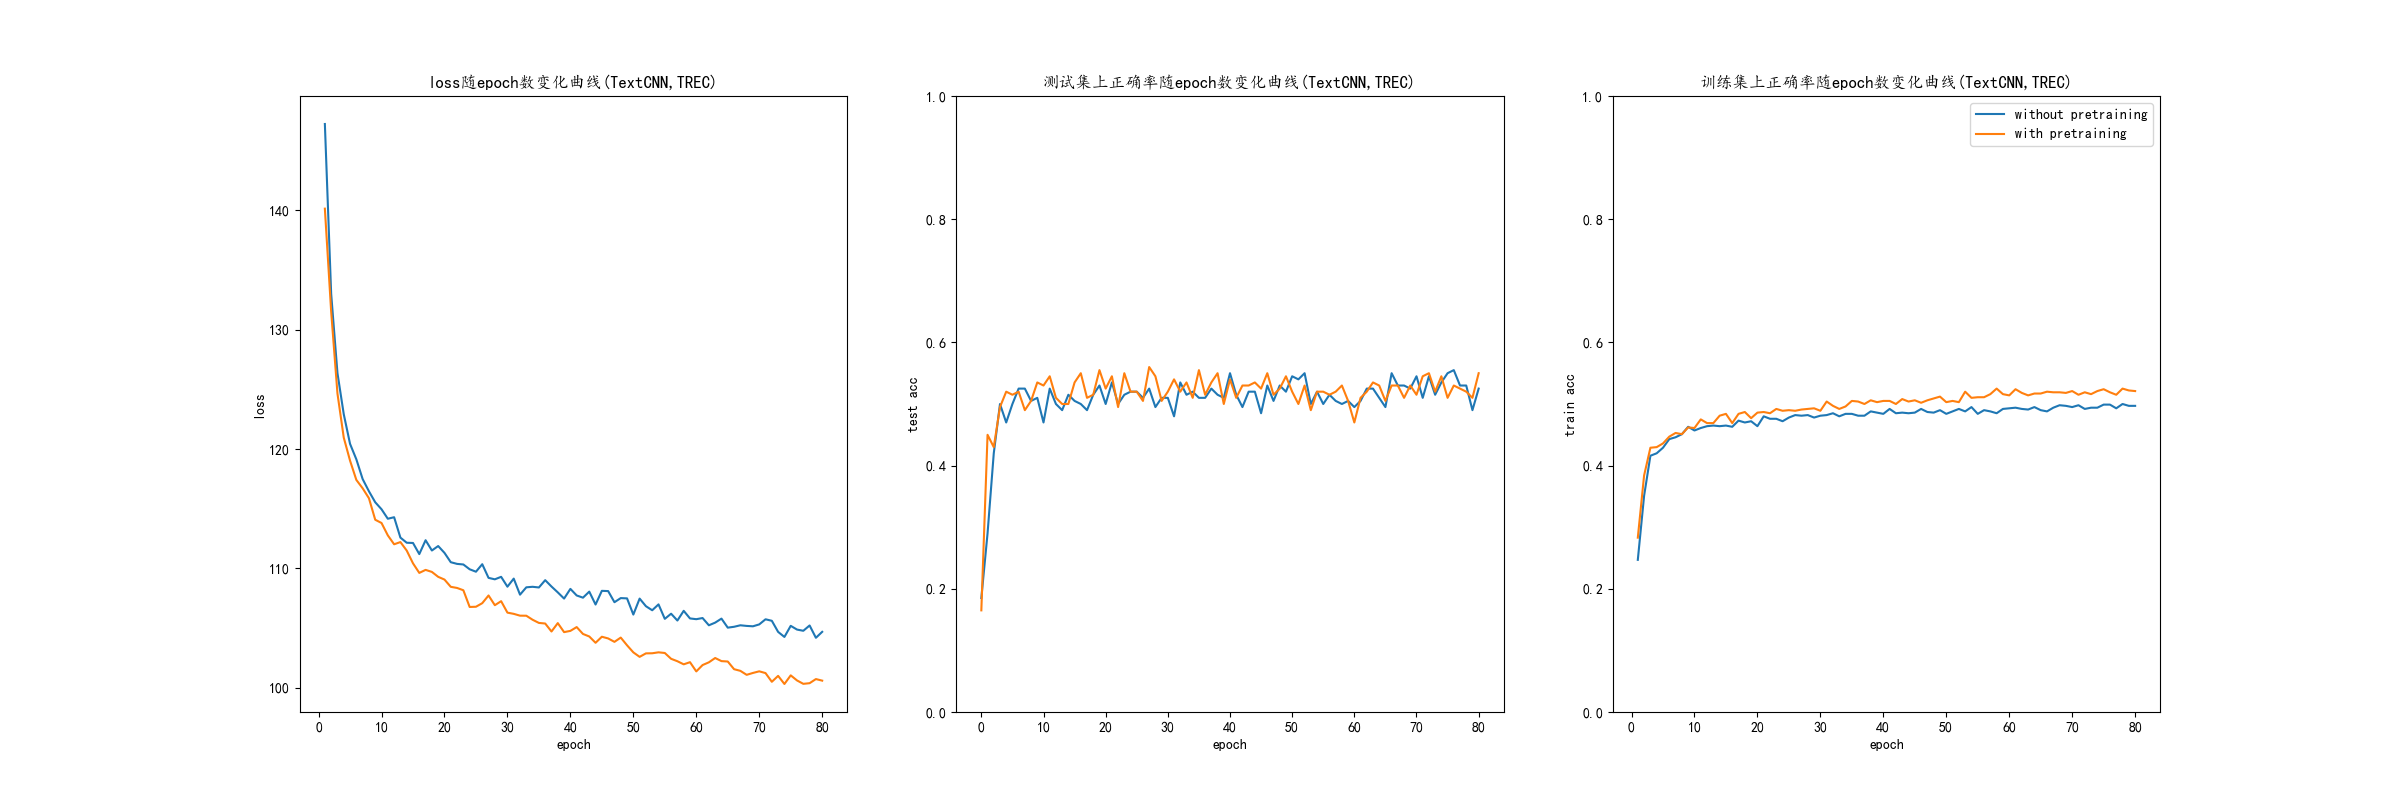 loss随epoch数变化曲线(TextCNN,TREC)
140
130
120
110
100
loss
0 10 20 30 40 50 60 70 80
epoch
测试集上正确率随epoch数变化曲线(TextCNN,TREC)
1.0
0.8
0.6
0.4
0.2
0.0
test acc
0 10 20 30 40 50 60 70 80
epoch
训练集上正确率随epoch数变化曲线(TextCNN,TREC)
without pretraining
with pretraining
1.0
0.8
0.6
0.4
0.2
0.0
train acc
0 10 20 30 40 50 60 70 80
epoch